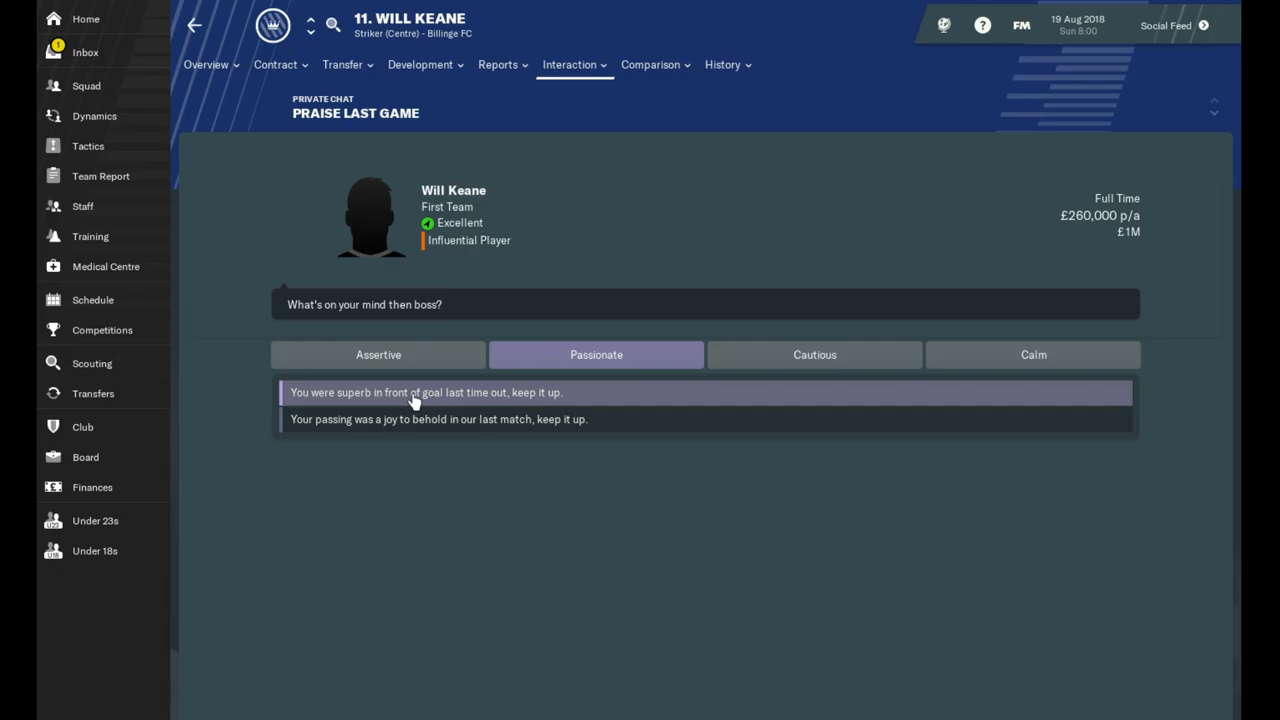 Home
1
Inbox
Squad
Dynamics
Tactics
Team Report
Staff
Training
Medical Centre
Schedule
Competitions
Scouting
Transfers
Club
Board
Finances
U23
Under 23s
U18
Under 18s
11. WILL KEANE
Striker (Centre) - Billinge FC
?
FM
19 Aug 2018
Sun 8:00
Social Feed
Overview
Contract
Transfer
Development
Reports
Interaction
Comparison
History
PRIVATE CHAT
PRAISE LAST GAME
Will Keane
First Team
Excellent
Influential Player
Full Time
£260,000 p/a
£1M
What's on your mind then boss?
Assertive
Passionate
Cautious
Calm
You were superb in front of goal last time out, keep it up.
Your passing was a joy to behold in our last match, keep it up.